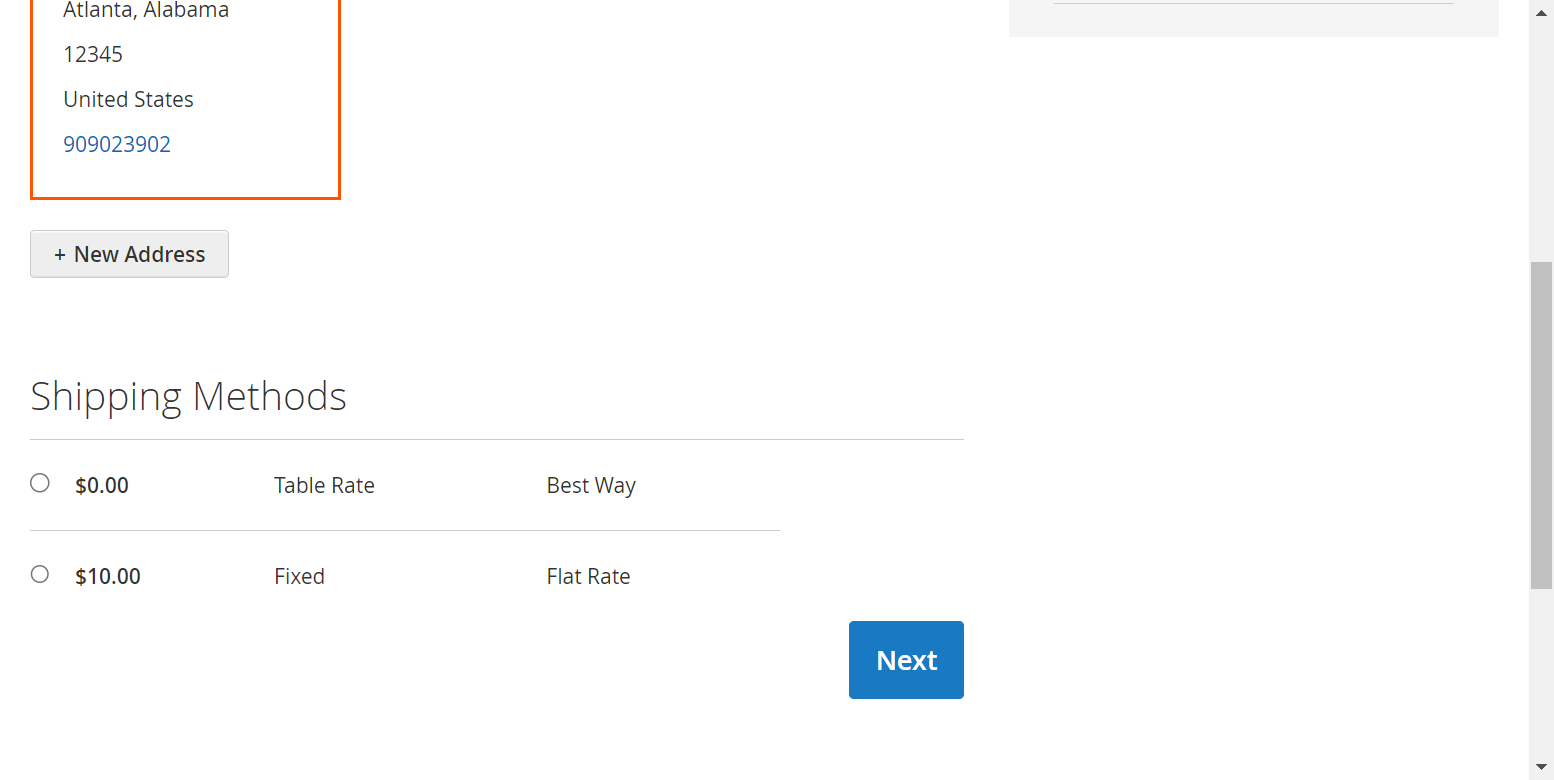 Atlanta, Alabama
12345
United States
909023902
+ New Address
Shipping Methods
$0.00 Table Rate Best Way
$10.00 Fixed Flat Rate
Next